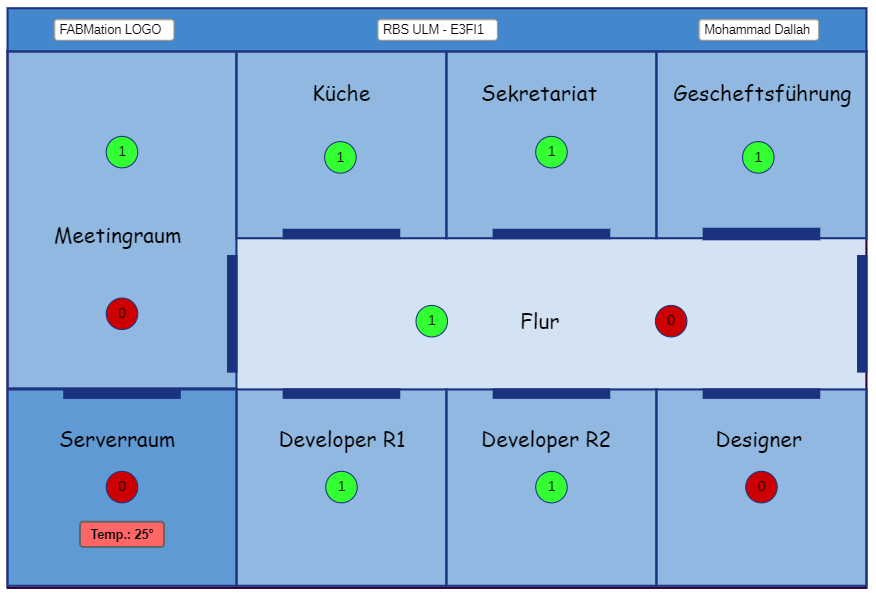 FABMation LOGO
RBS ULM - E3FI1
Mohammad Dallah
Küche
Sekretariat
Gescheftsführung
1
1
1
1
Meetingraum
0
1
Flur
0
Serverraum
Developer R1
Developer R2
Designer
0
1
1
0
Temp.: 25°